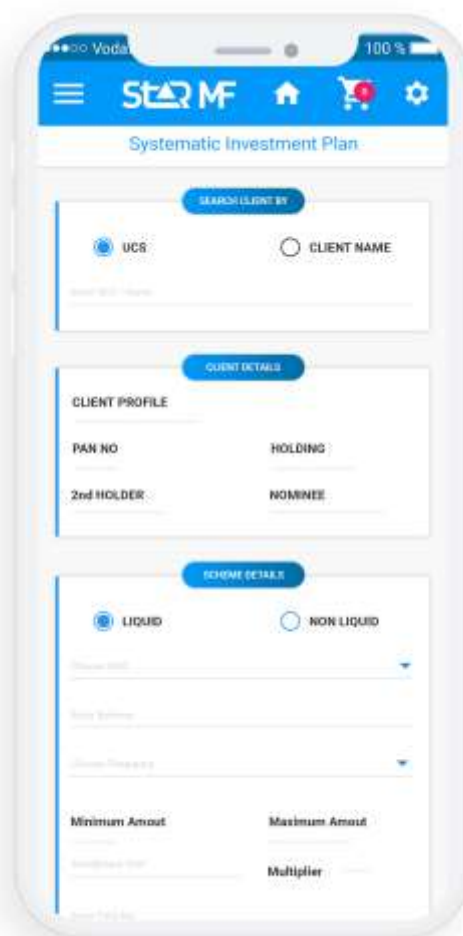 Voda 100 %
STAR MF
Systematic Investment Plan
SEARCH CLIENT BY
UCS CLIENT NAME
CLIENT DETAILS
CLIENT PROFILE
PAN NO HOLDING
2nd HOLDER NOMINEE
SCHEME DETAILS
LIQUID NON LIQUID
Minimum Amout Maximum Amout
Multiplier